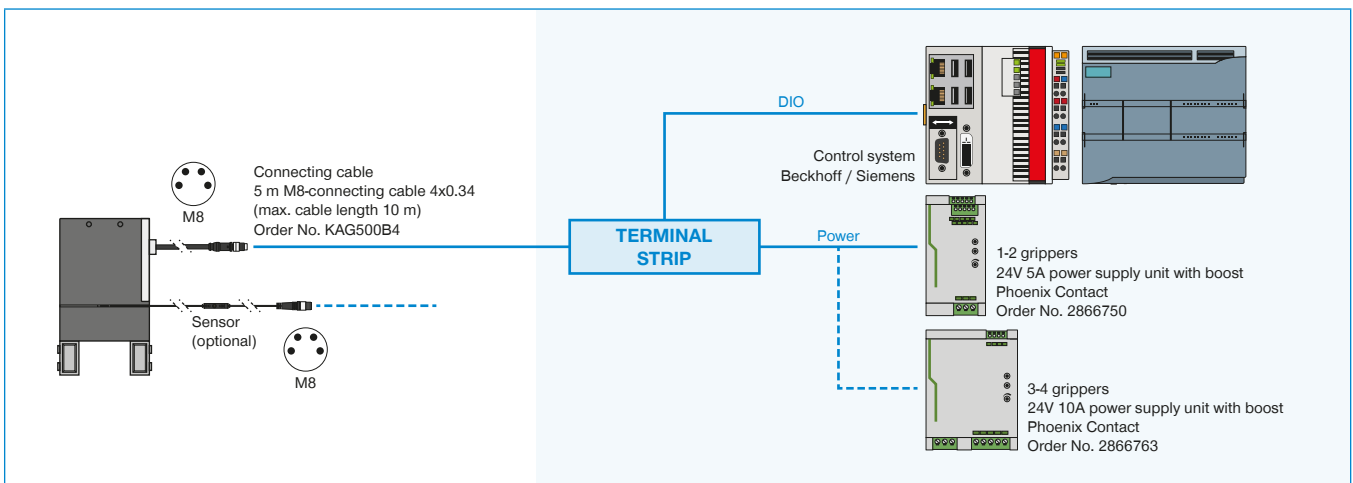 M8
Connecting cable
5 m M8-connecting cable 4x0.34
(max. cable length 10 m)
Order No. KAG500B4
Sensor
(optional)
M8
TERMINAL
STRIP
DIO
Control system
Beckhoff / Siemens
Power
1-2 grippers
24V 5A power supply unit with boost
Phoenix Contact
Order No. 2866750
3-4 grippers
24V 10A power supply unit with boost
Phoenix Contact
Order No. 2866763